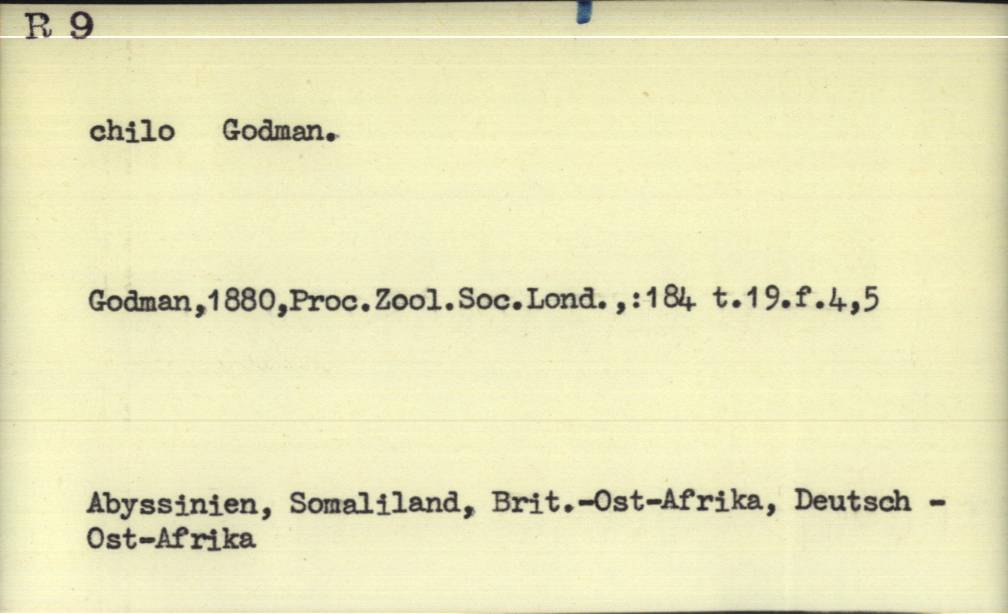 R 9
chilo Godman.
Godman,1880,Proc.Zool.Soc.Lond.,:184 t.19.f.4,5
Abyssinien, Somaliland, Brit.-Ost-Afrika, Deutsch -
Ost-Afrika